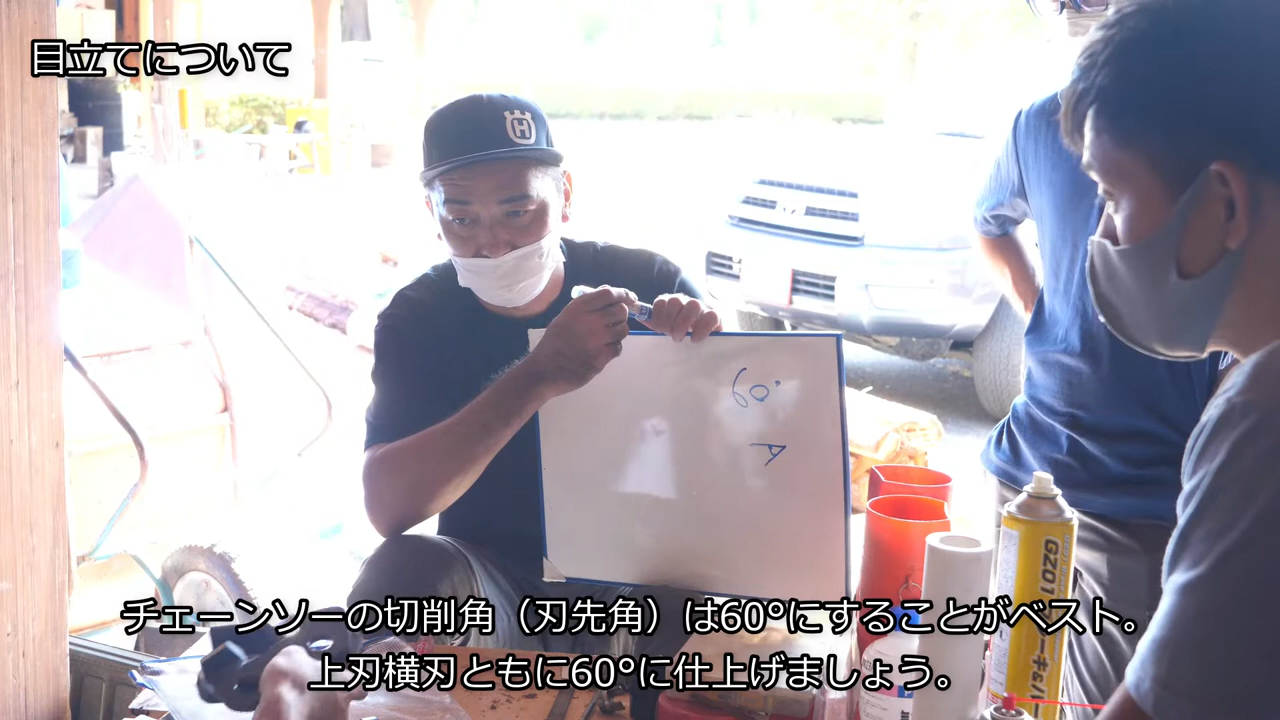 目立てについて
H
60°
A
GZ01
チェーンソーの切削角（刃先角）は60°にすることがベスト。
上刃横刃ともに60°に仕上げましょう。